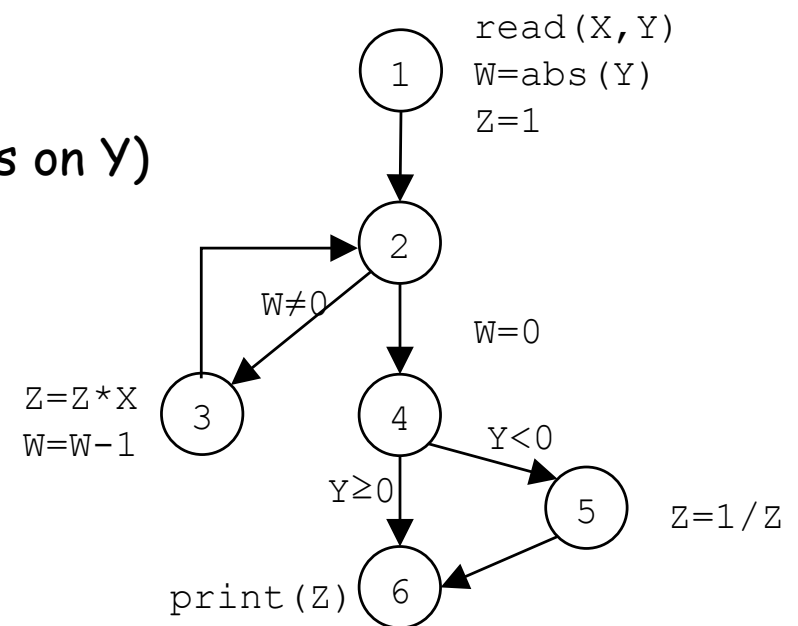 read(X,Y)
W=abs(Y)
Z=1
1
s on Y)
2
W≠0
W=0
Z=Z*X
W=W-1
3
4
Y<0
Y≥0
5
Z=1/Z
print(Z)
6